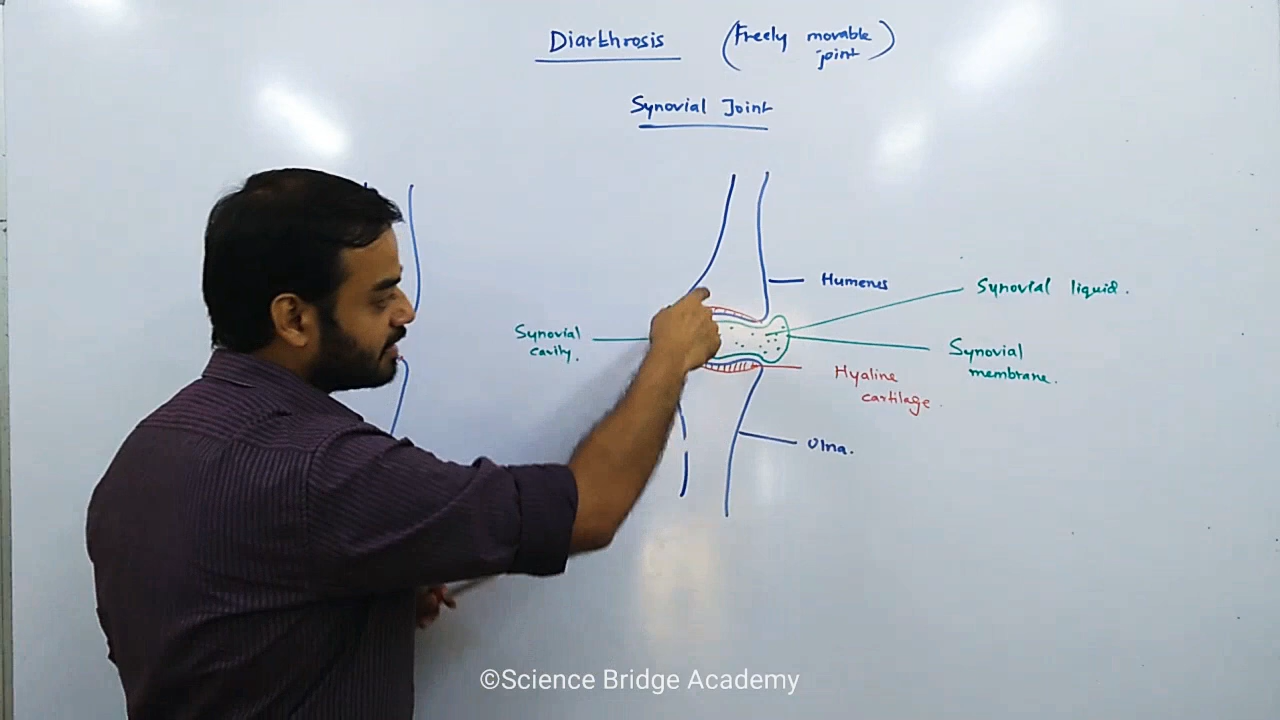 Diarthrosis (Freely movable
joint)
Synovial Joint
Humerus
Synovial liquid.
Synovial
cavity.
Synovial
membrane.
Hyaline
cartilage.
Ulna.
©Science Bridge Academy